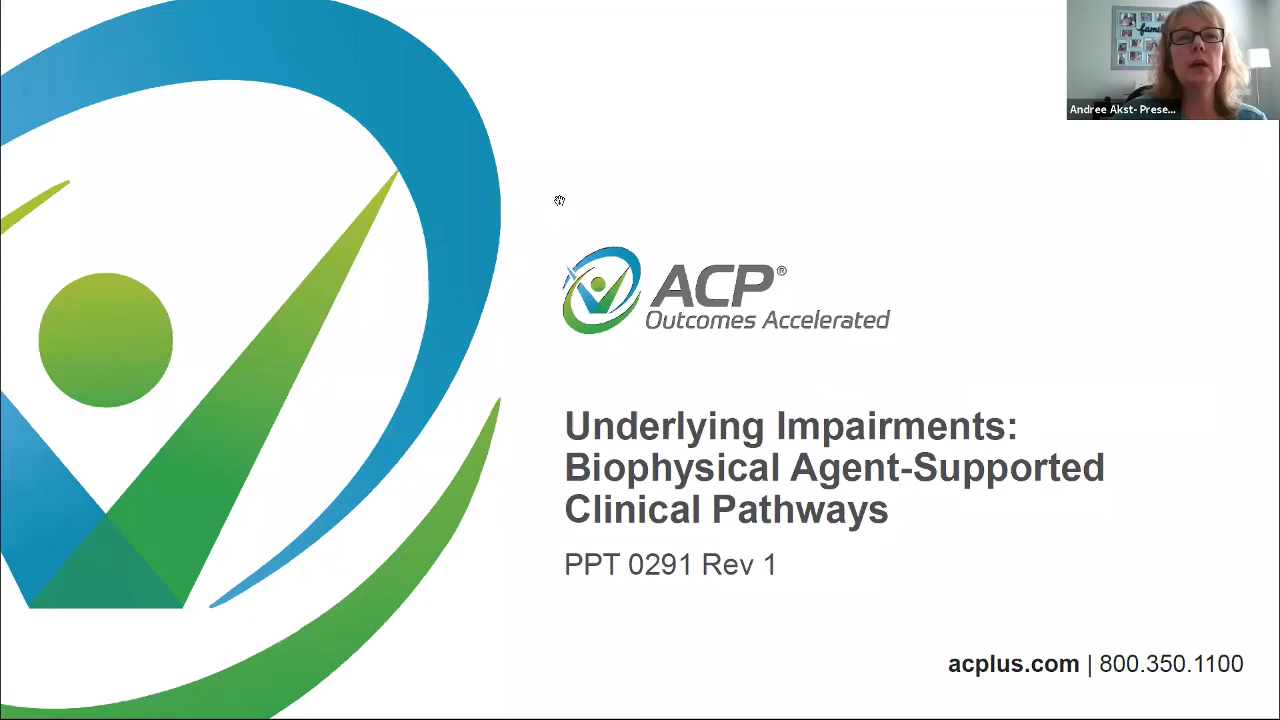 family
Andree Akst- Prese...
ACP®
Outcomes Accelerated
Underlying Impairments:
Biophysical Agent-Supported
Clinical Pathways
PPT 0291 Rev 1
acplus.com | 800.350.1100